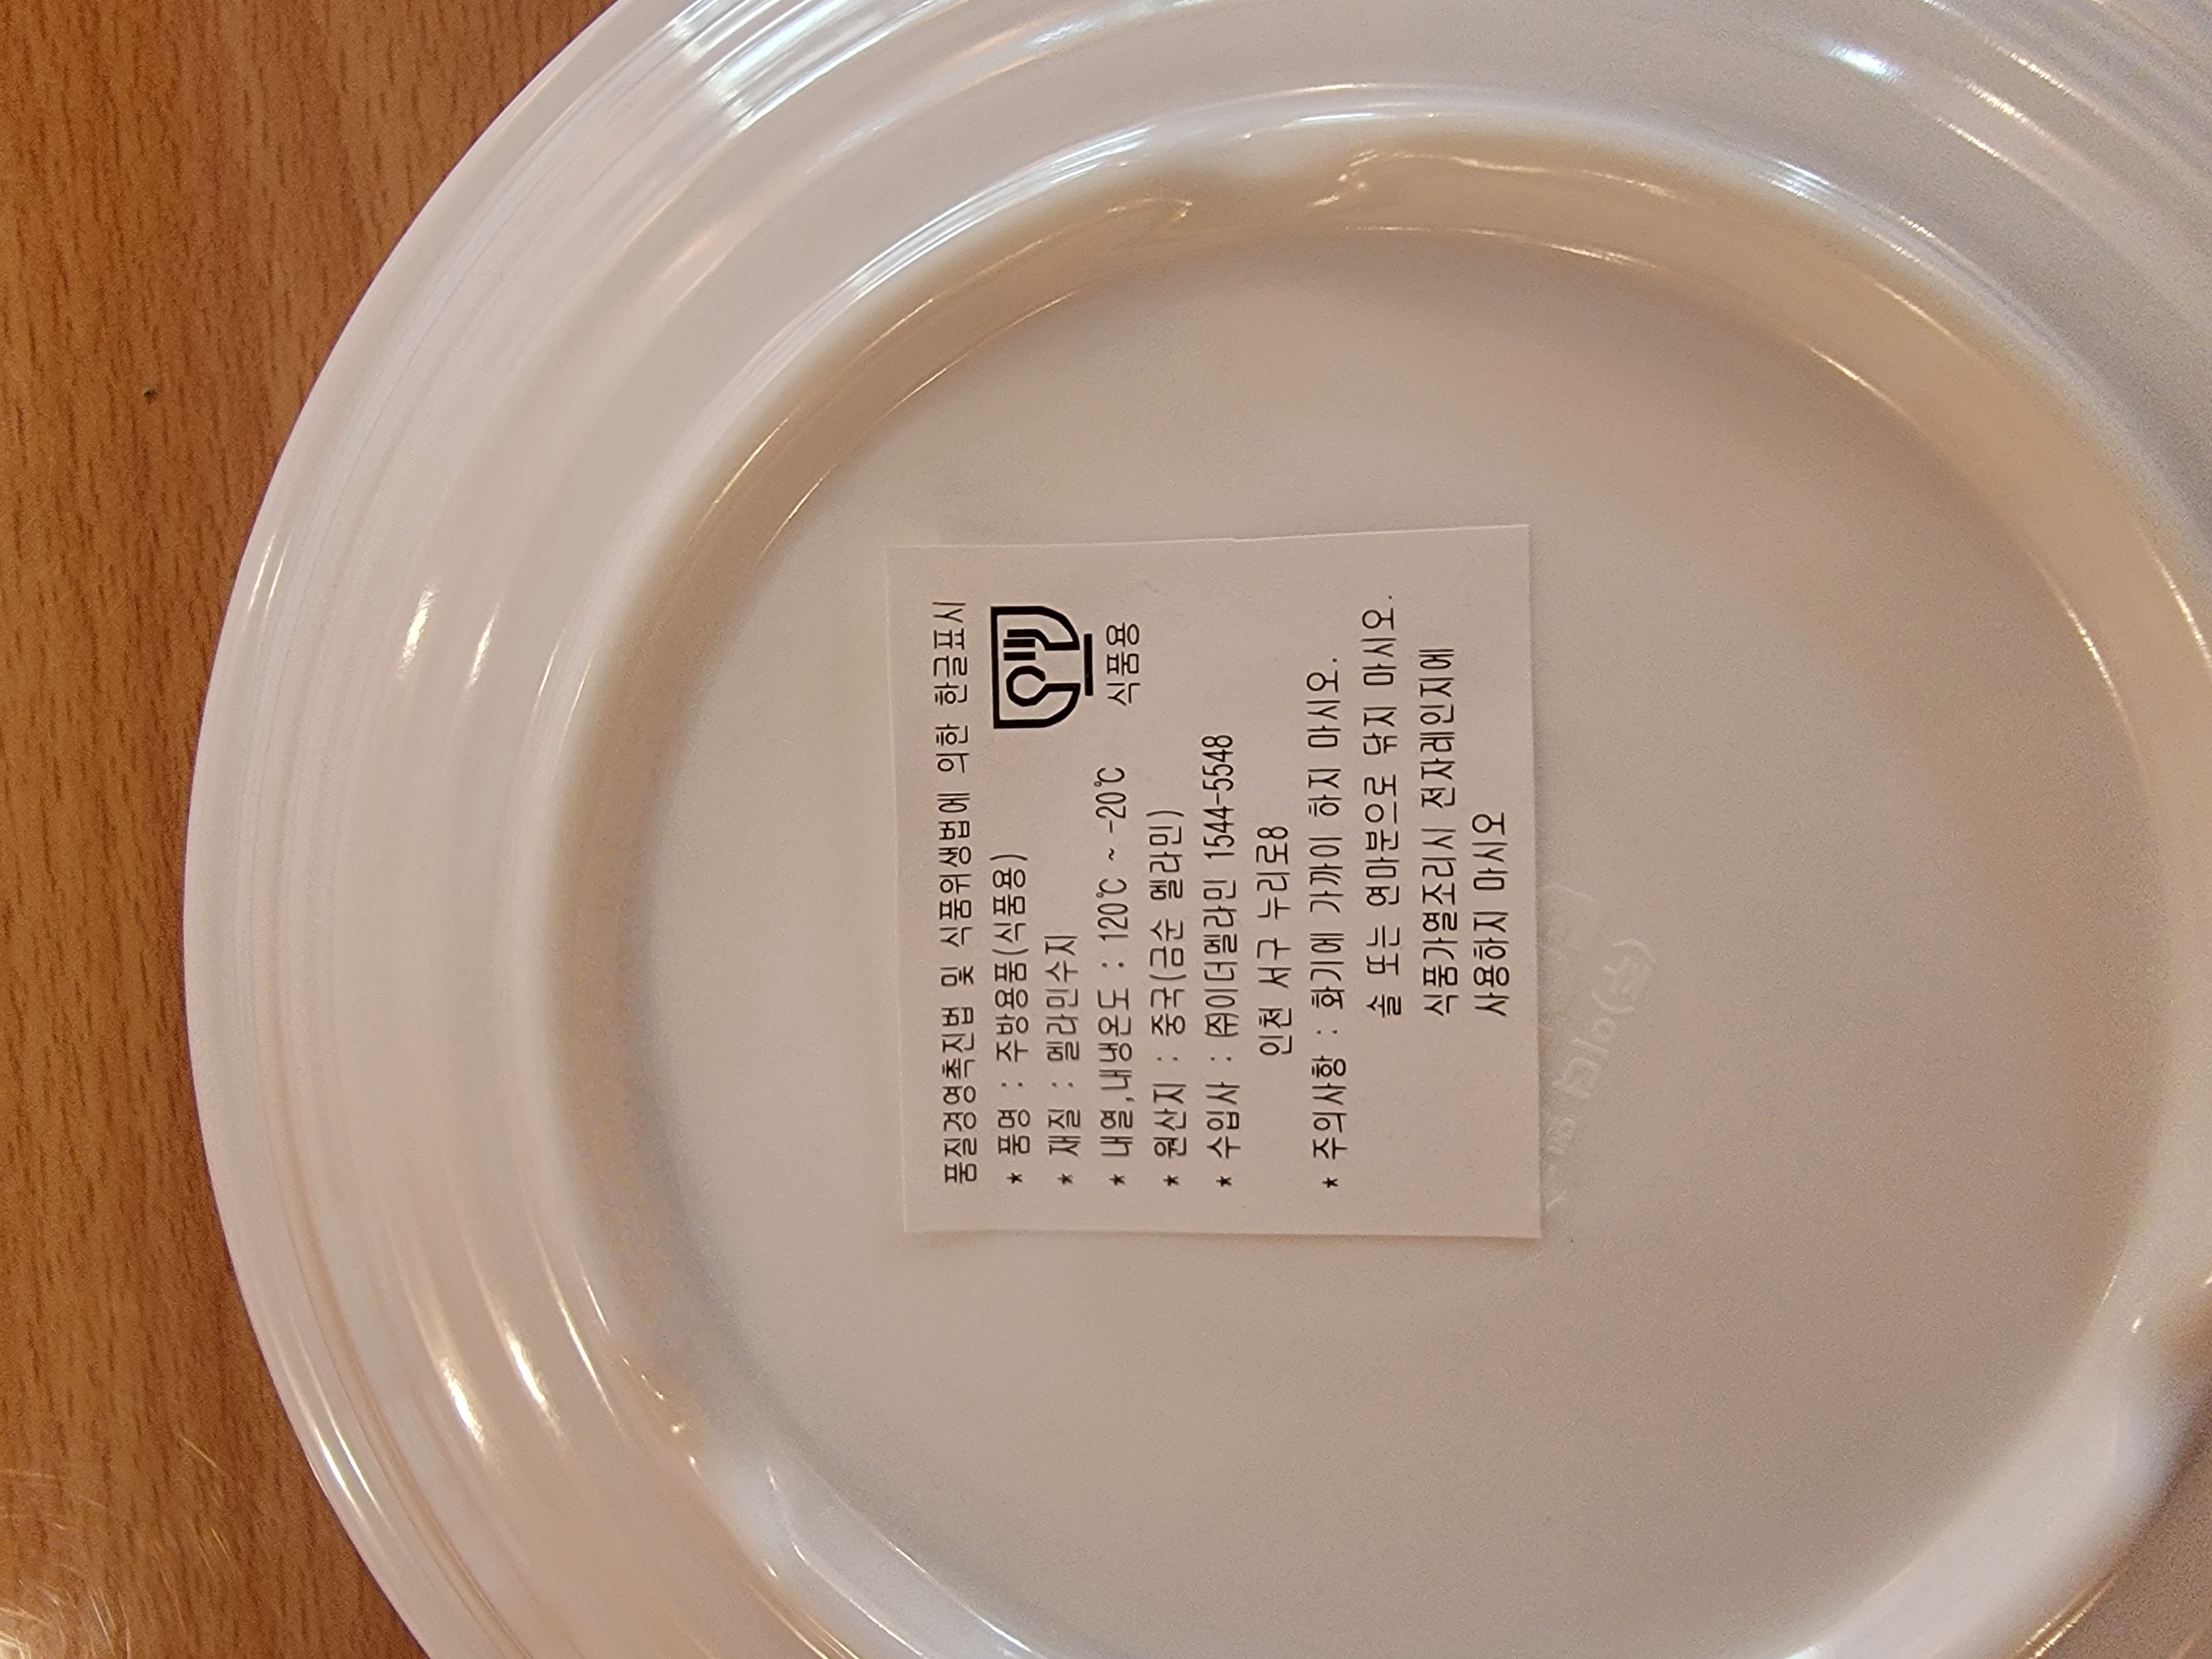 품질경영촉진법 및 식품위생법에 의한 한글표시
* 품명 : 주방용품(식품용)
* 재질 : 멜라민수지
* 내열,내냉온도 : 120℃ ~ -20℃
식품용
* 원산지 : 중국(금순 멜라민)
* 수입사 : ㈜이더멜라민 1544-5548
인천 서구 누리로8
* 주의사항 : 화기에 가까이 하지 마시오.
솔 또는 연마분으로 닦지 마시오.
식품가열조리시 전자레인지에
사용하지 마시오